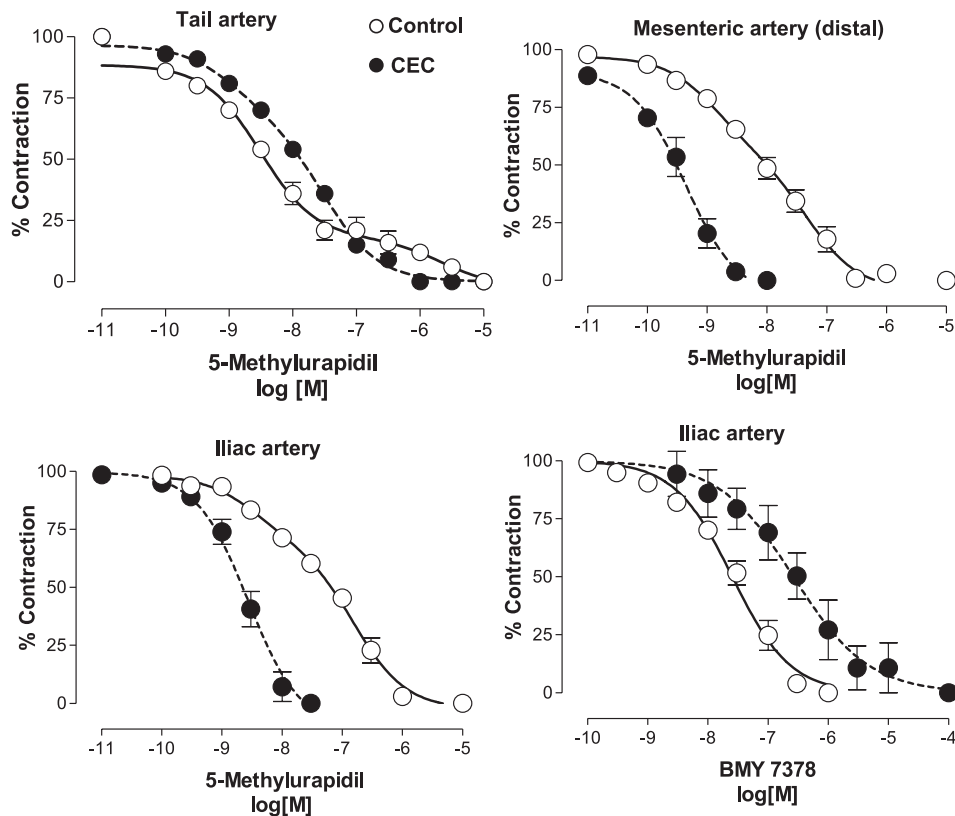 Tail artery
Control
CEC
% Contraction
100
75
50
25
0
-11 -10 -9 -8 -7 -6 -5
5-Methylurapidil
log [M]
Mesenteric artery (distal)
% Contraction
100
75
50
25
0
-11 -10 -9 -8 -7 -6 -5
5-Methylurapidil
log[M]
Iliac artery
% Contraction
100
75
50
25
0
-11 -10 -9 -8 -7 -6 -5
5-Methylurapidil
log[M]
Iliac artery
% Contraction
100
75
50
25
0
-10 -9 -8 -7 -6 -5 -4
BMY 7378
log[M]